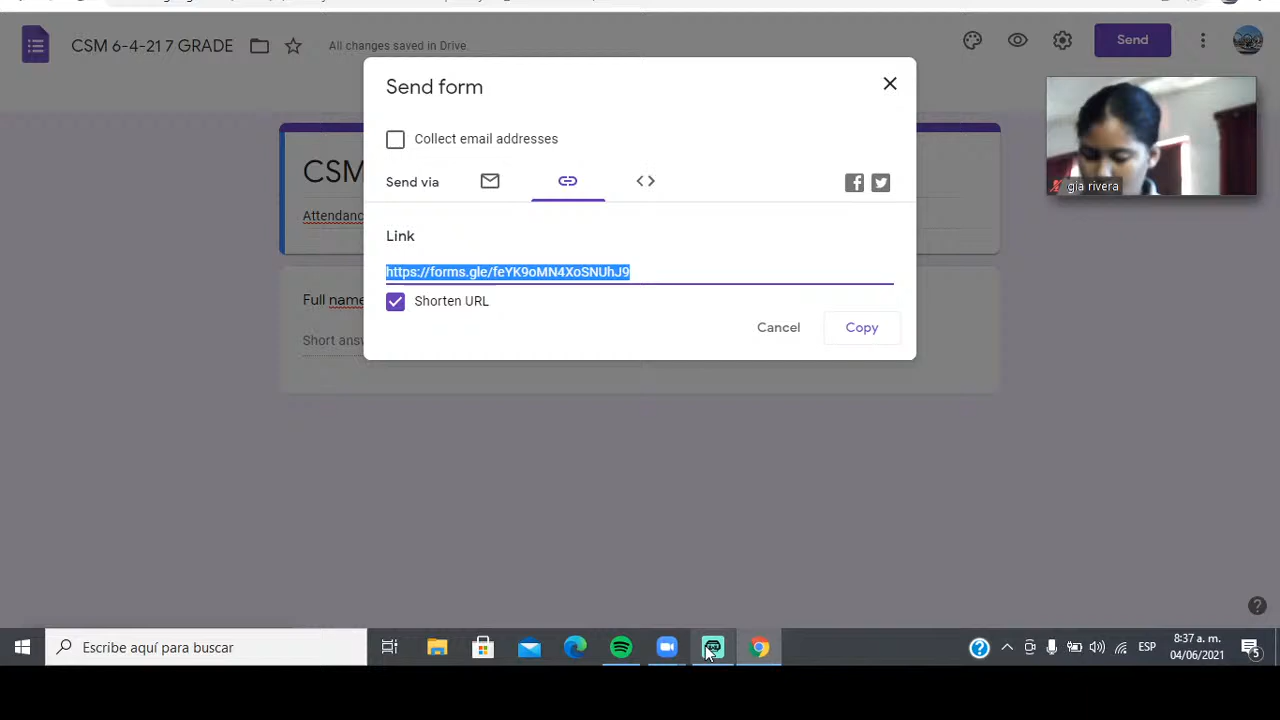 CSM 6-4-21 7 GRADE
All changes saved in Drive.
Send
Send form
Collect email addresses
Send via
CSM
Attendanc
Link
https://forms.gle/feYK9oMN4XoSNUhJ9
Full name
Shorten URL
Short answ
Cancel
Copy
gia rivera
Escribe aquí para buscar
ESP
8:37 a. m.
04/06/2021
5